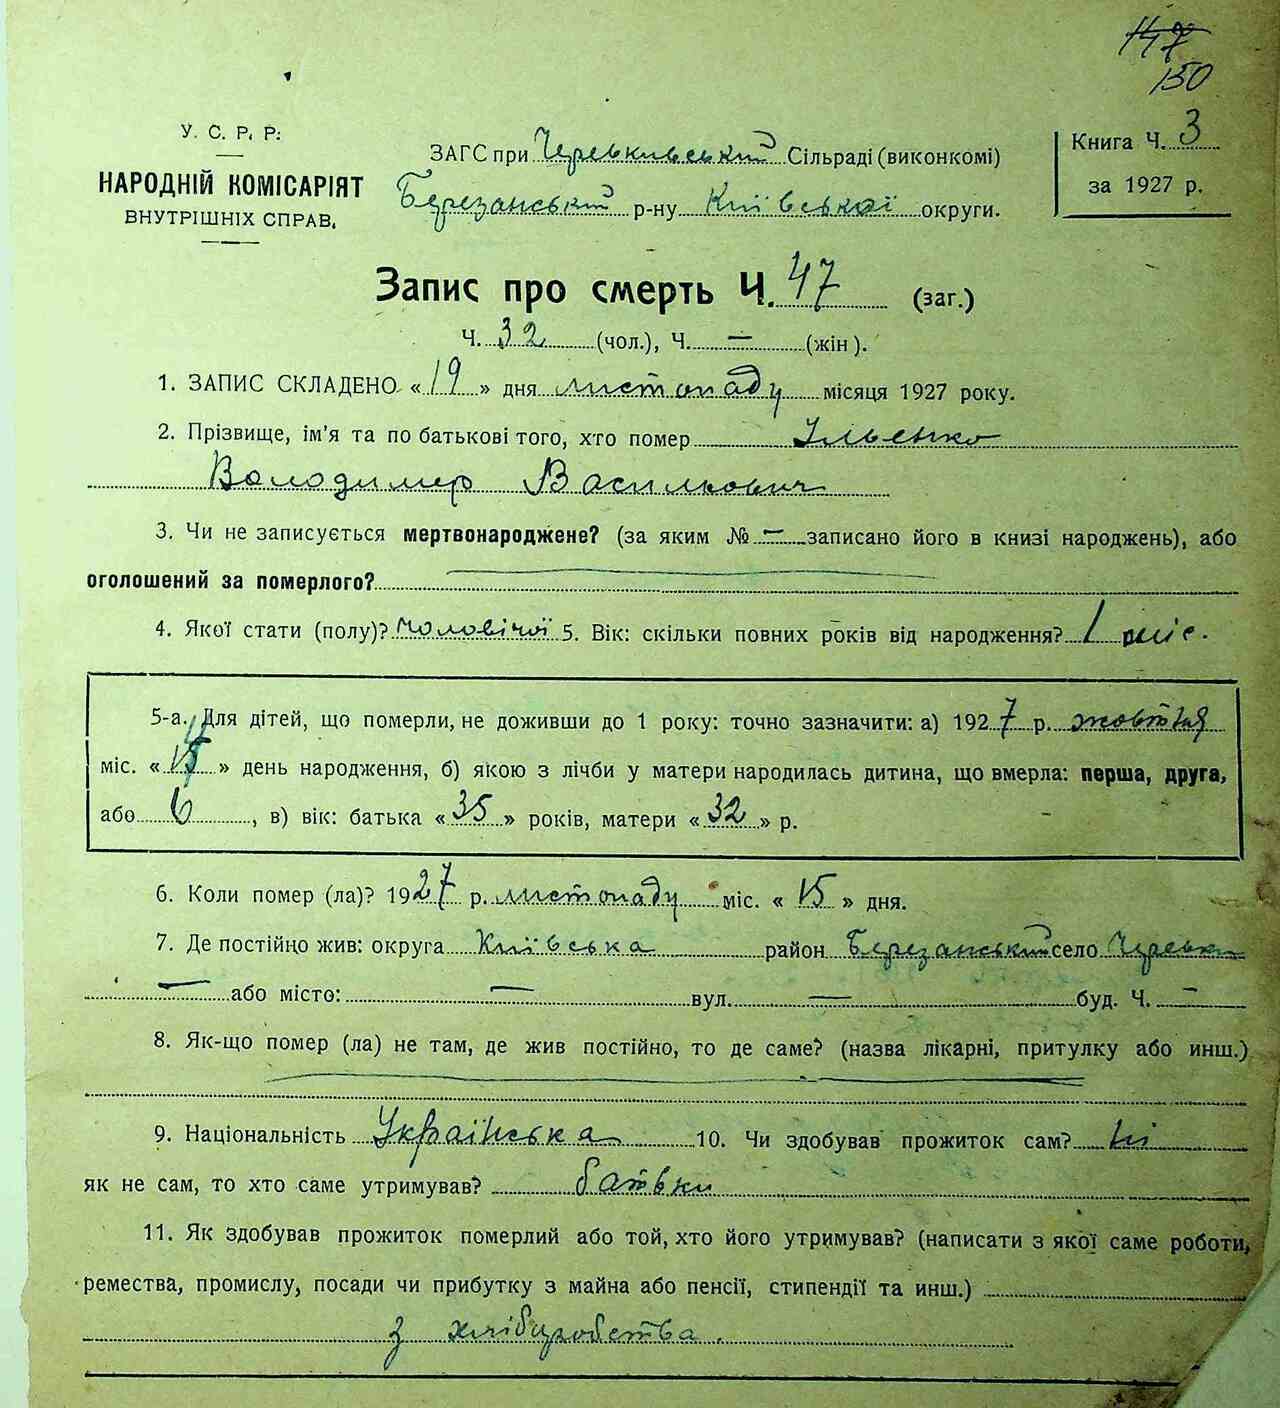 147
150
У. С. Р. Р:
НАРОДНІЙ КОМІСАРІЯТ
ВНУТРІШНІХ СПРАВ.
ЗАГС при Черевківський Сільраді (виконкомі)
Березанський р-ну Київської округи.
Книга Ч. 3
за 1927 р.
Запис про смерть Ч. 47 (заг.)
Ч. 32 (чол.), Ч. — (жін).
1. ЗАПИС СКЛАДЕНО «19» дня листопаду місяця 1927 року.
2. Прізвище, ім'я та по батькові того, хто помер Ільенко
Володимер Василкович
3. Чи не записується мертвонароджене? (за яким № — записано його в книзі народжень), або
оголошений за померлого?
4. Якої стати (полу)? чоловічої 5. Вік: скільки повних років від народження? 1 міс.
5-а. Для дітей, що померли, не доживши до 1 року: точно зазначити: а) 1927 р. жовтня
міс. «15» день народження, б) якою з лічби у матери народилась дитина, що вмерла: перша, друга,
або 6, в) вік: батька «35» років, матери «32» р.
6. Коли помер (ла)? 1927 р. листопаду міс. «15» дня.
7. Де постійно жив: округа Київська район Березанський село Черевки
— або місто: — вул. — буд. Ч. —
8. Як-що помер (ла) не там, де жив постійно, то де саме? (назва лікарні, притулку або инш.)
9. Національність Українська 10. Чи здобував прожиток сам? ні
як не сам, то хто саме утримував? батьки
11. Як здобував прожиток померлий або той, хто його утримував? (написати з якої саме роботи,
ремества, промислу, посади чи прибутку з майна або пенсії, стипендії та инш.)
з хлібиробства.